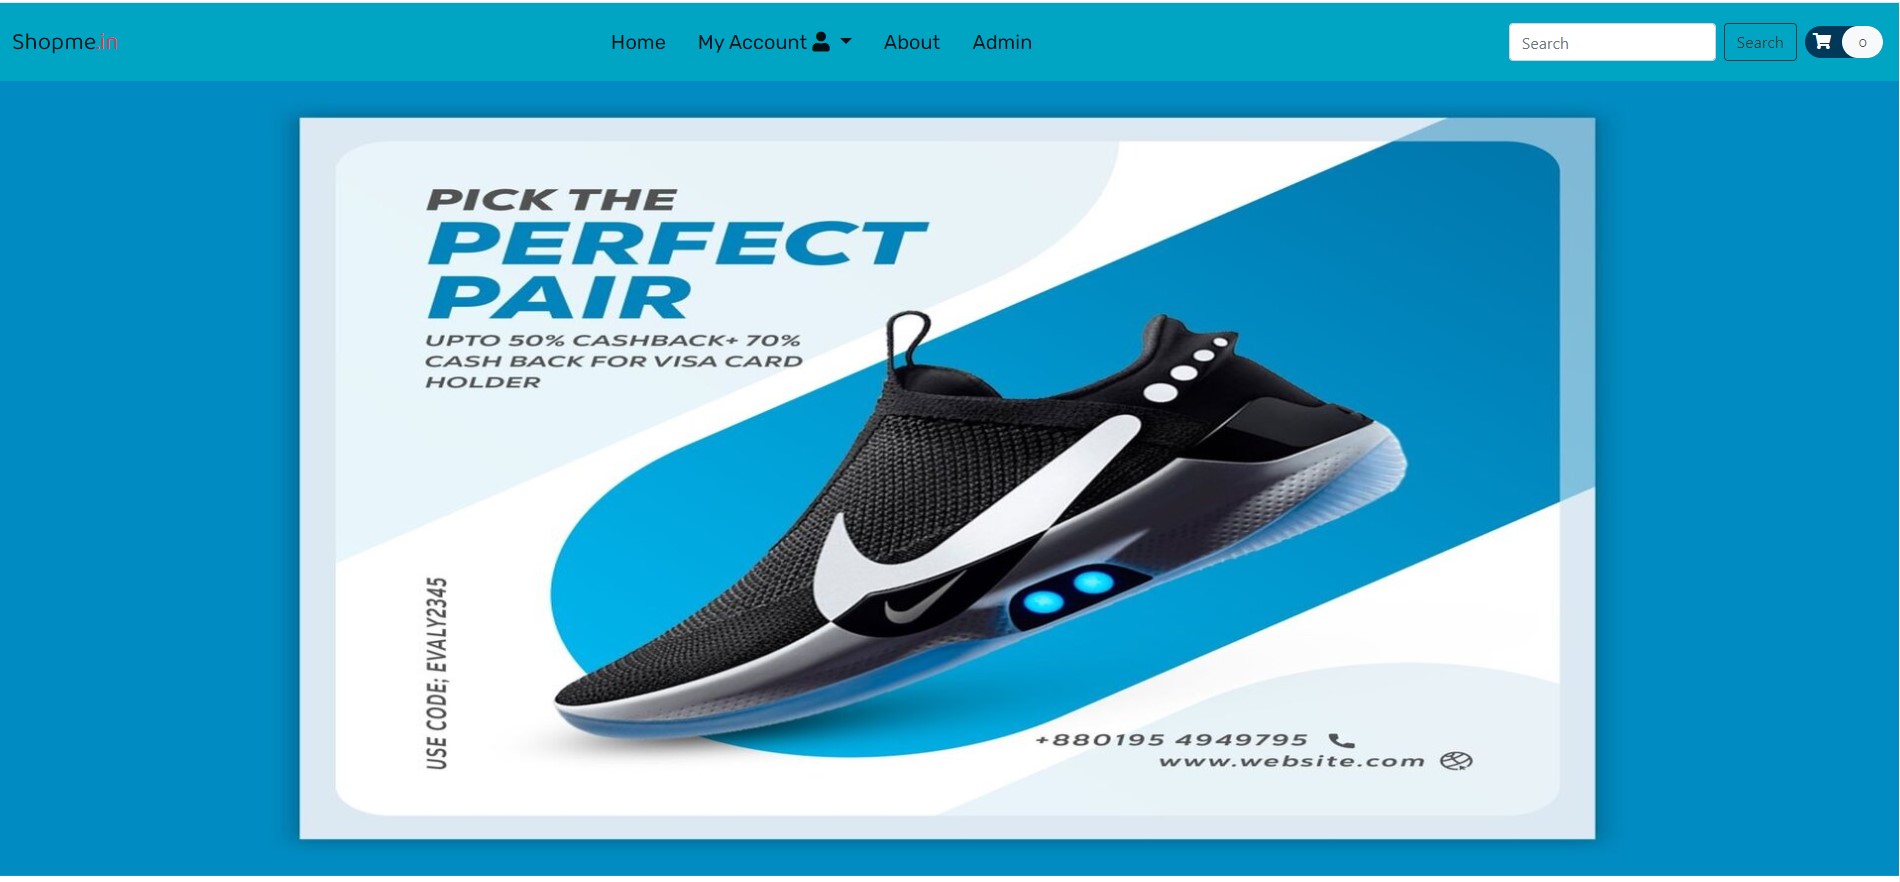 Shopme.in
Home
My Account
About
Admin
Search
Search
0
PICK THE
PERFECT
PAIR
UPTO 50% CASHBACK+ 70%
CASH BACK FOR VISA CARD
HOLDER
USE CODE; EVALY2345
+880195 4949795
www.website.com